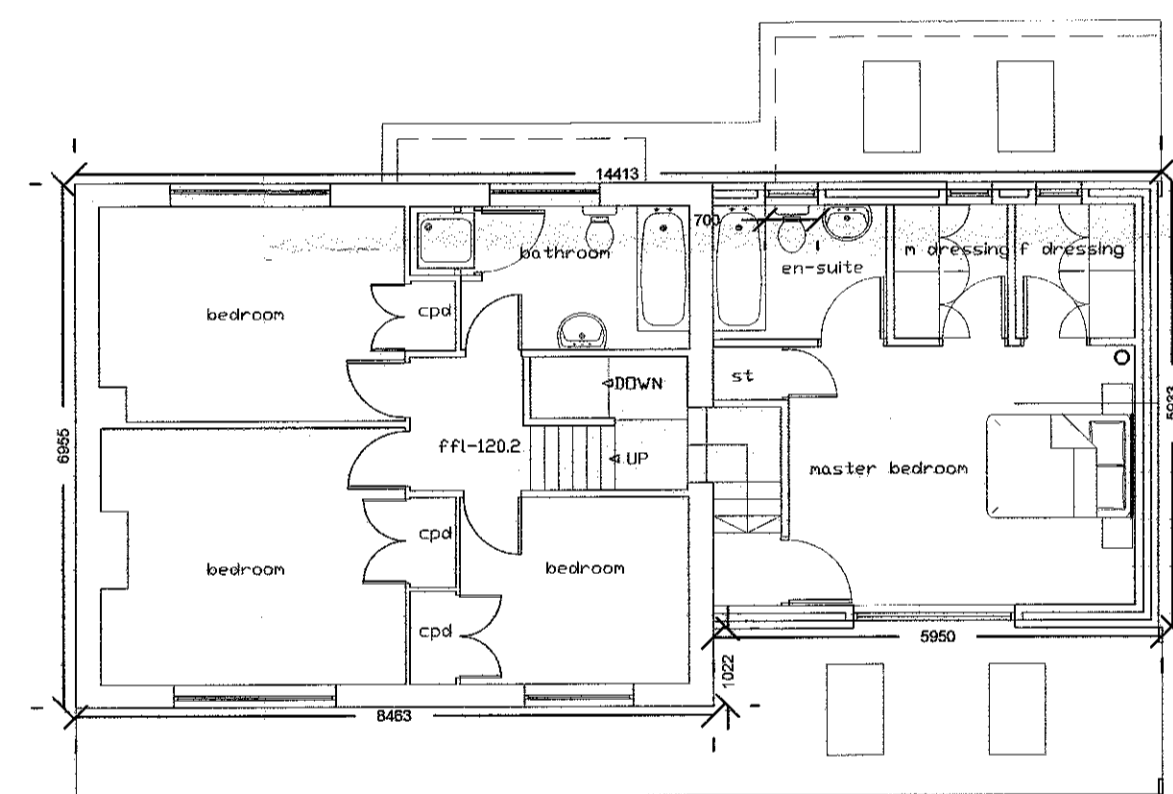 14413
700
bathroom
en-suite
m dressing
f dressing
bedroom
cpd
st
DOWN
6955
5933
ffl-120.2
UP
master bedroom
cpd
bedroom
bedroom
cpd
5950
1022
8463